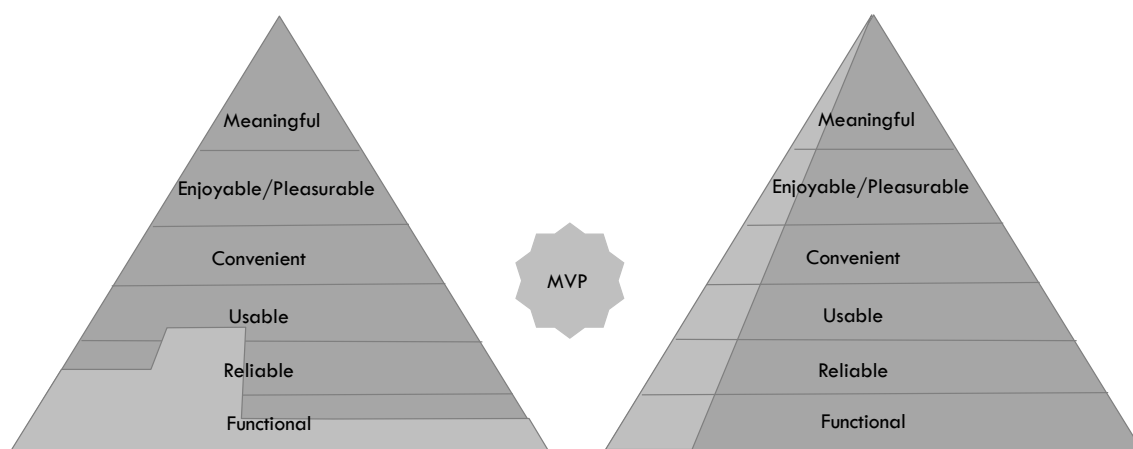 Meaningful
Enjoyable/Pleasurable
Convenient
Usable
Reliable
Functional
MVP
Meaningful
Enjoyable/Pleasurable
Convenient
Usable
Reliable
Functional